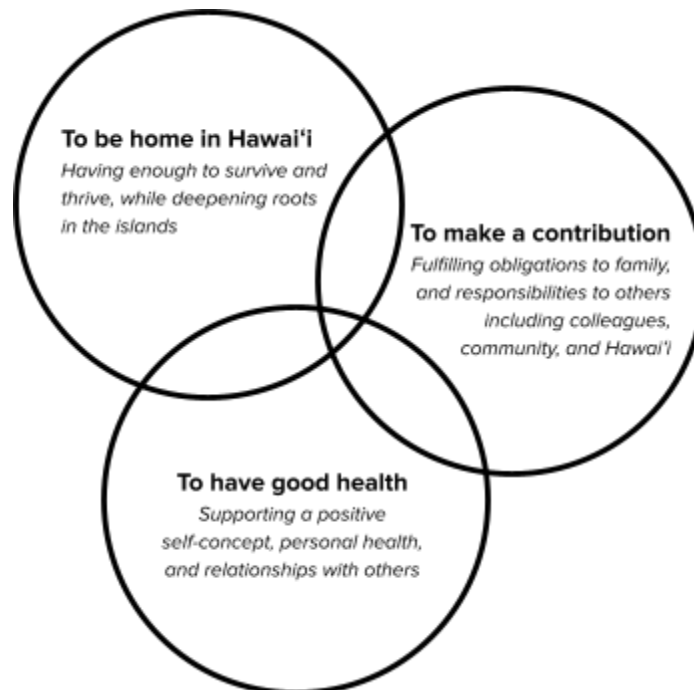 To be home in Hawaiʻi
Having enough to survive and
thrive, while deepening roots
in the islands
To make a contribution
Fulfilling obligations to family,
and responsibilities to others
including colleagues,
community, and Hawai'i
To have good health
Supporting a positive
self-concept, personal health,
and relationships with others